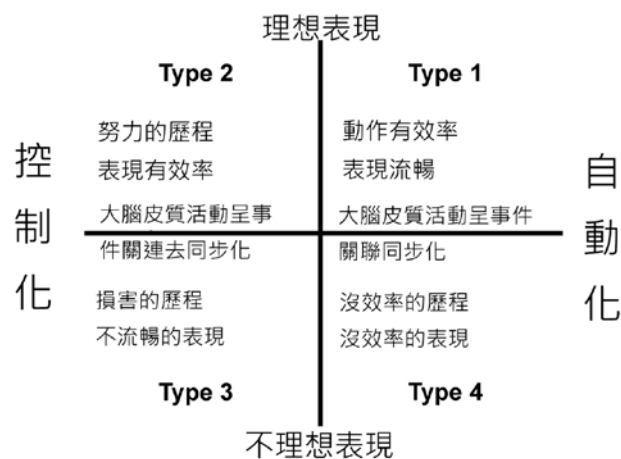 理想表現
Type 2
Type 1
努力的歷程
表現有效率
大腦皮質活動呈事
件關連去同步化
動作有效率
表現流暢
大腦皮質活動呈事件
關聯同步化
控制化
自動化
損害的歷程
不流暢的表現
沒效率的歷程
沒效率的表現
Type 3
Type 4
不理想表現